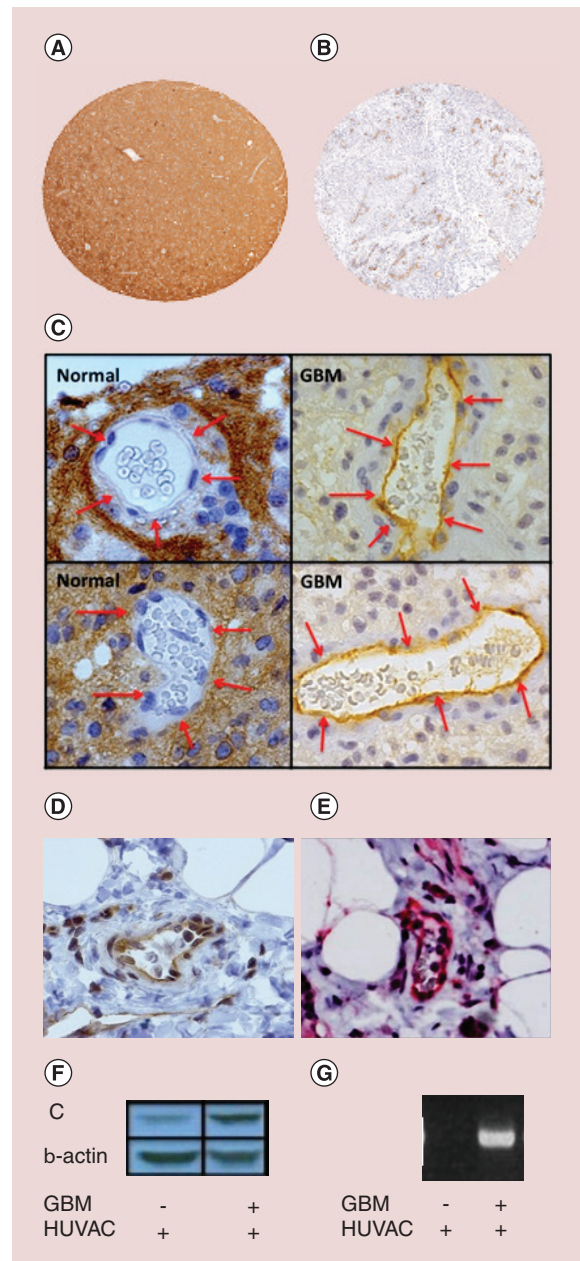 A
B
C
Normal
GBM
Normal
GBM
D
E
F
G
C
b-actin
GBM - +
HUVAC + +
GBM - +
HUVAC + +